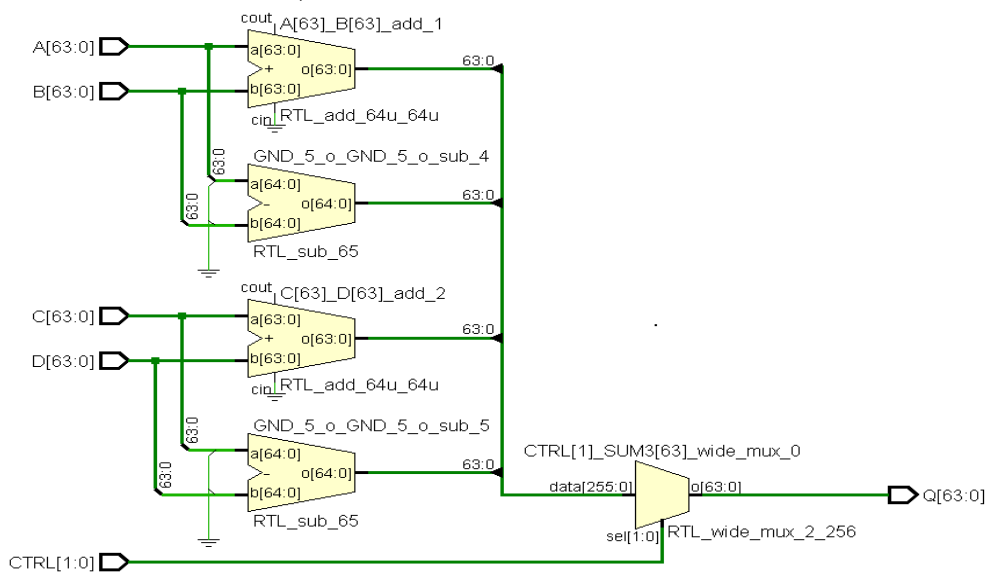 cout
A[63]_B[63]_add_1
A[63:0]
a[63:0]
+
o[63:0]
63:0
B[63:0]
b[63:0]
cin
RTL_add_64u_64u
GND_5_o_GND_5_o_sub_4
63:0
a[64:0]
-
o[64:0]
63:0
63:0
b[64:0]
RTL_sub_65
cout
C[63]_D[63]_add_2
C[63:0]
a[63:0]
+
o[63:0]
63:0
D[63:0]
b[63:0]
cin
RTL_add_64u_64u
GND_5_o_GND_5_o_sub_5
63:0
a[64:0]
-
o[64:0]
63:0
63:0
b[64:0]
RTL_sub_65
CTRL[1]_SUM3[63]_wide_mux_0
data[255:0]
o[63:0]
Q[63:0]
sel[1:0]
RTL_wide_mux_2_256
CTRL[1:0]